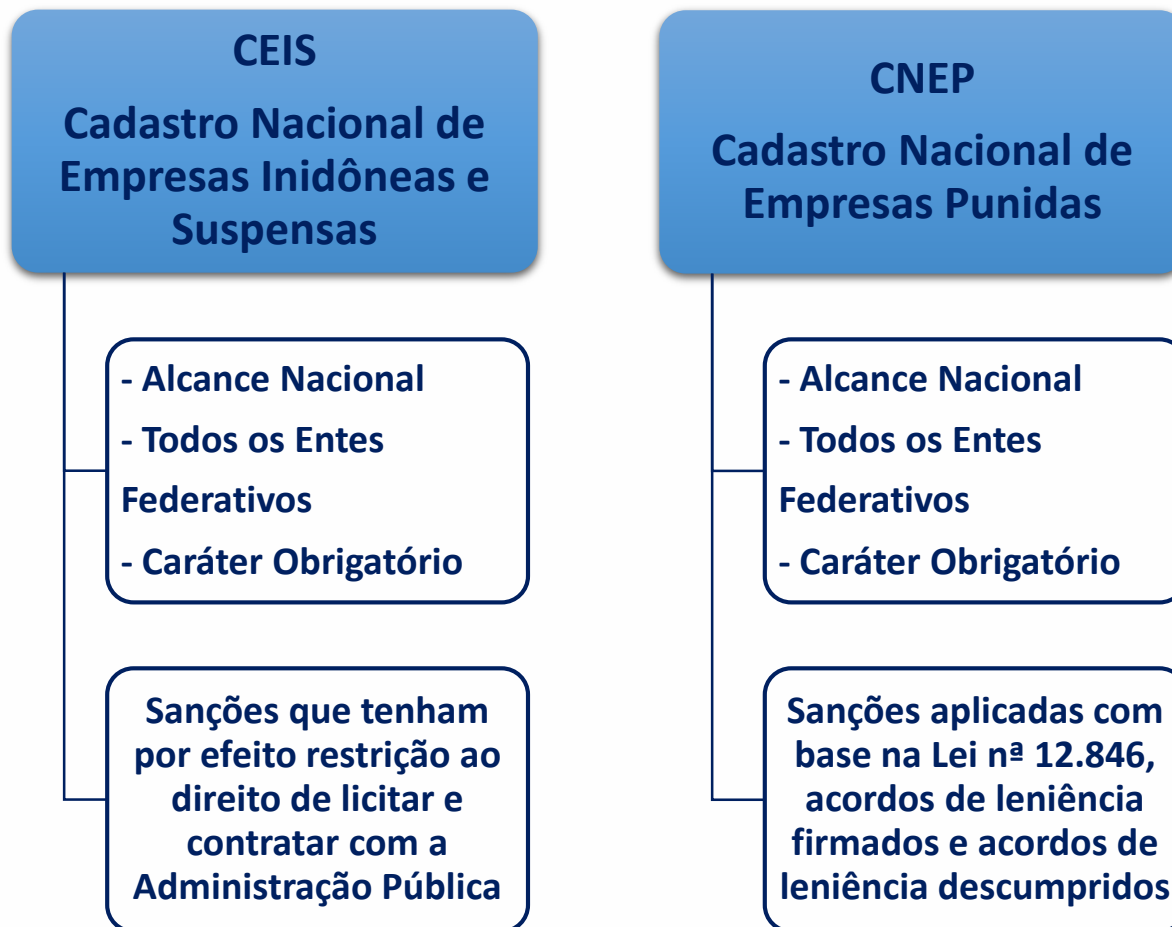 CEIS
Cadastro Nacional de
Empresas Inidôneas e
Suspensas
- Alcance Nacional
- Todos os Entes
Federativos
- Caráter Obrigatório
Sanções que tenham
por efeito restrição ao
direito de licitar e
contratar com a
Administração Pública
CNEP
Cadastro Nacional de
Empresas Punidas
- Alcance Nacional
- Todos os Entes
Federativos
- Caráter Obrigatório
Sanções aplicadas com
base na Lei nª 12.846,
acordos de leniência
firmados e acordos de
leniência descumpridos